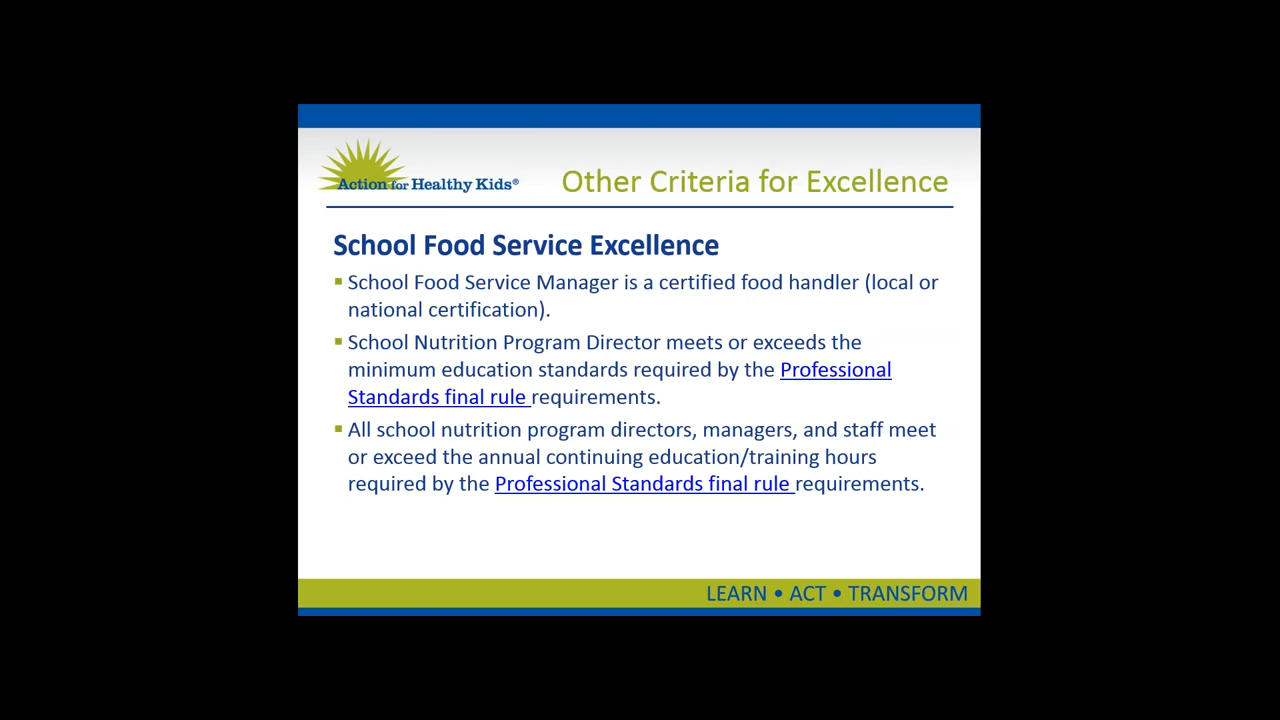 Action for Healthy Kids®
Other Criteria for Excellence
School Food Service Excellence
▪ School Food Service Manager is a certified food handler (local or
national certification).
▪ School Nutrition Program Director meets or exceeds the
minimum education standards required by the Professional
Standards final rule requirements.
▪ All school nutrition program directors, managers, and staff meet
or exceed the annual continuing education/training hours
required by the Professional Standards final rule requirements.
LEARN • ACT • TRANSFORM